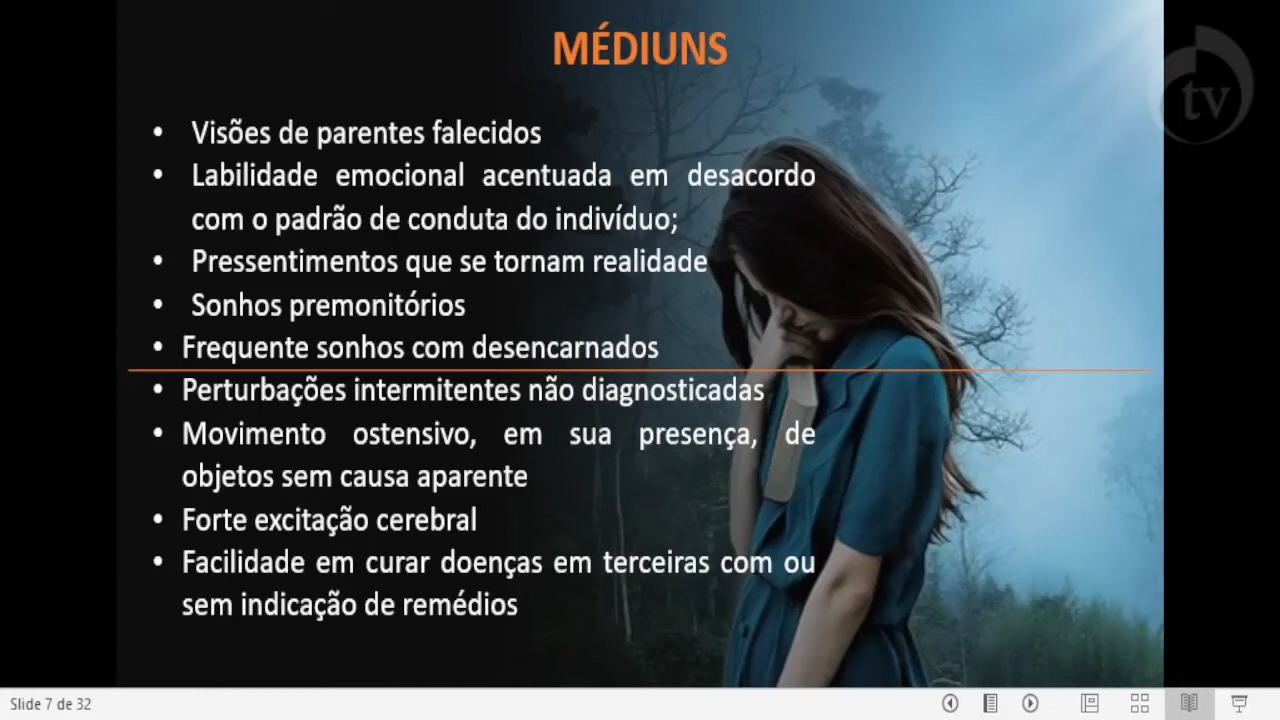 MÉDIUNS
tv
• Visões de parentes falecidos
• Labilidade emocional acentuada em desacordo
com o padrão de conduta do indivíduo;
• Pressentimentos que se tornam realidade
• Sonhos premonitórios
• Frequente sonhos com desencarnados
• Perturbações intermitentes não diagnosticadas
• Movimento ostensivo, em sua presença, de
objetos sem causa aparente
• Forte excitação cerebral
• Facilidade em curar doenças em terceiras com ou
sem indicação de remédios
Slide 7 de 32